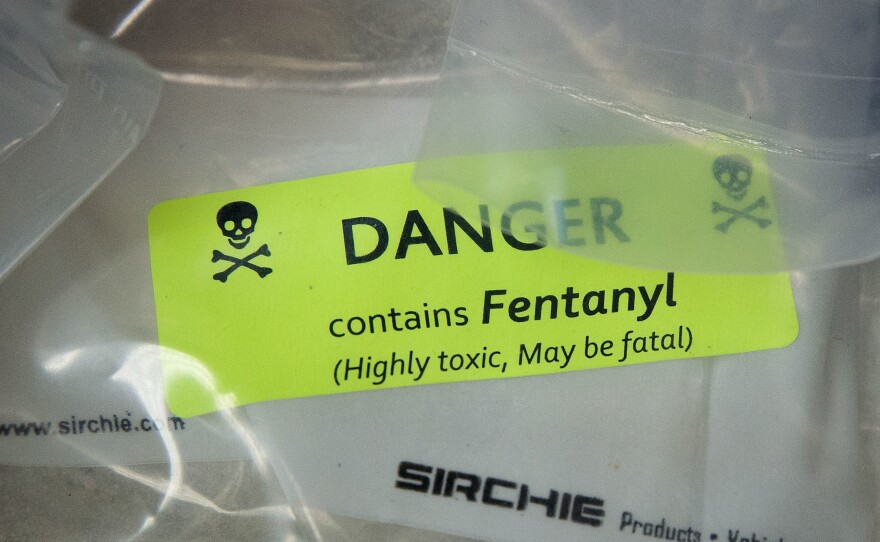 DANGER
contains Fentanyl
(Highly toxic, May be fatal)
www.sirchie.com
SIRCHIE
Products •